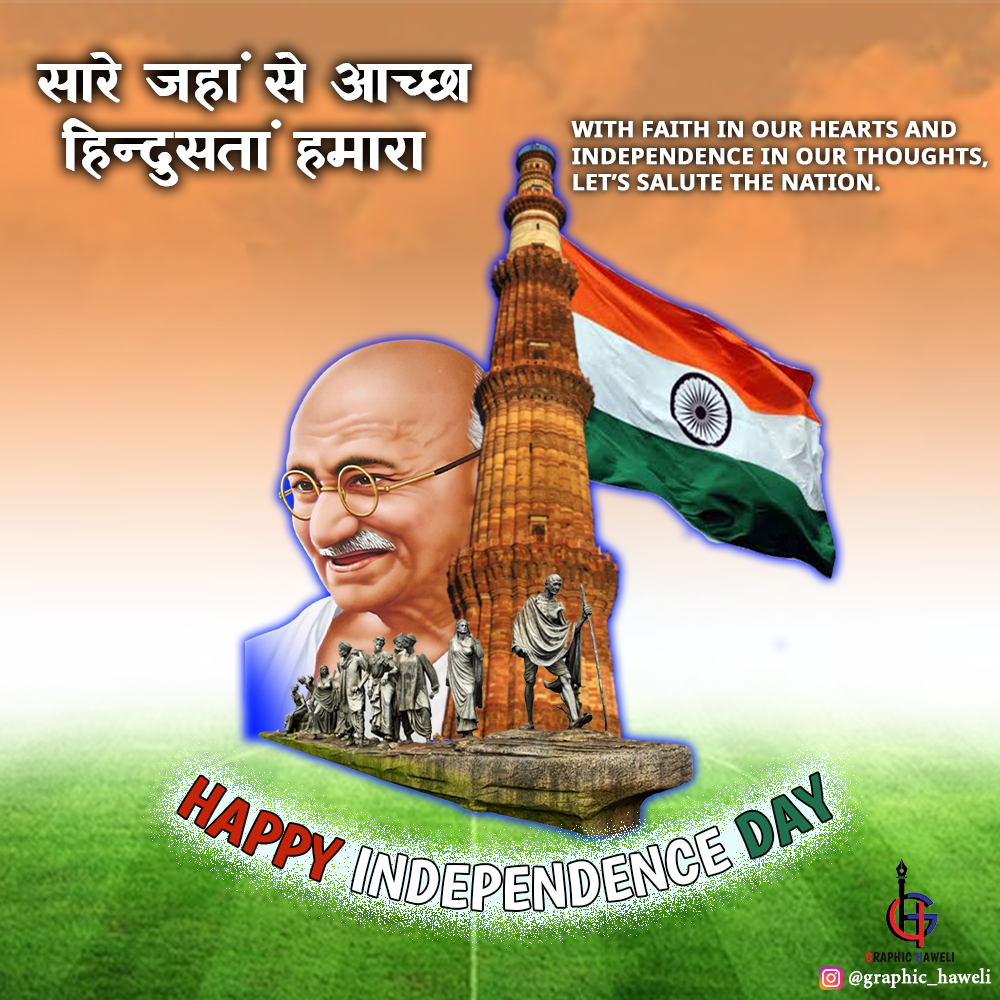 सारे जहां से आच्छा
हिन्दुसतां हमारा
WITH FAITH IN OUR HEARTS AND
INDEPENDENCE IN OUR THOUGHTS,
LET'S SALUTE THE NATION.
HAPPY INDEPENDENCE DAY
GRAPHIC HAWELI
@graphic_haweli